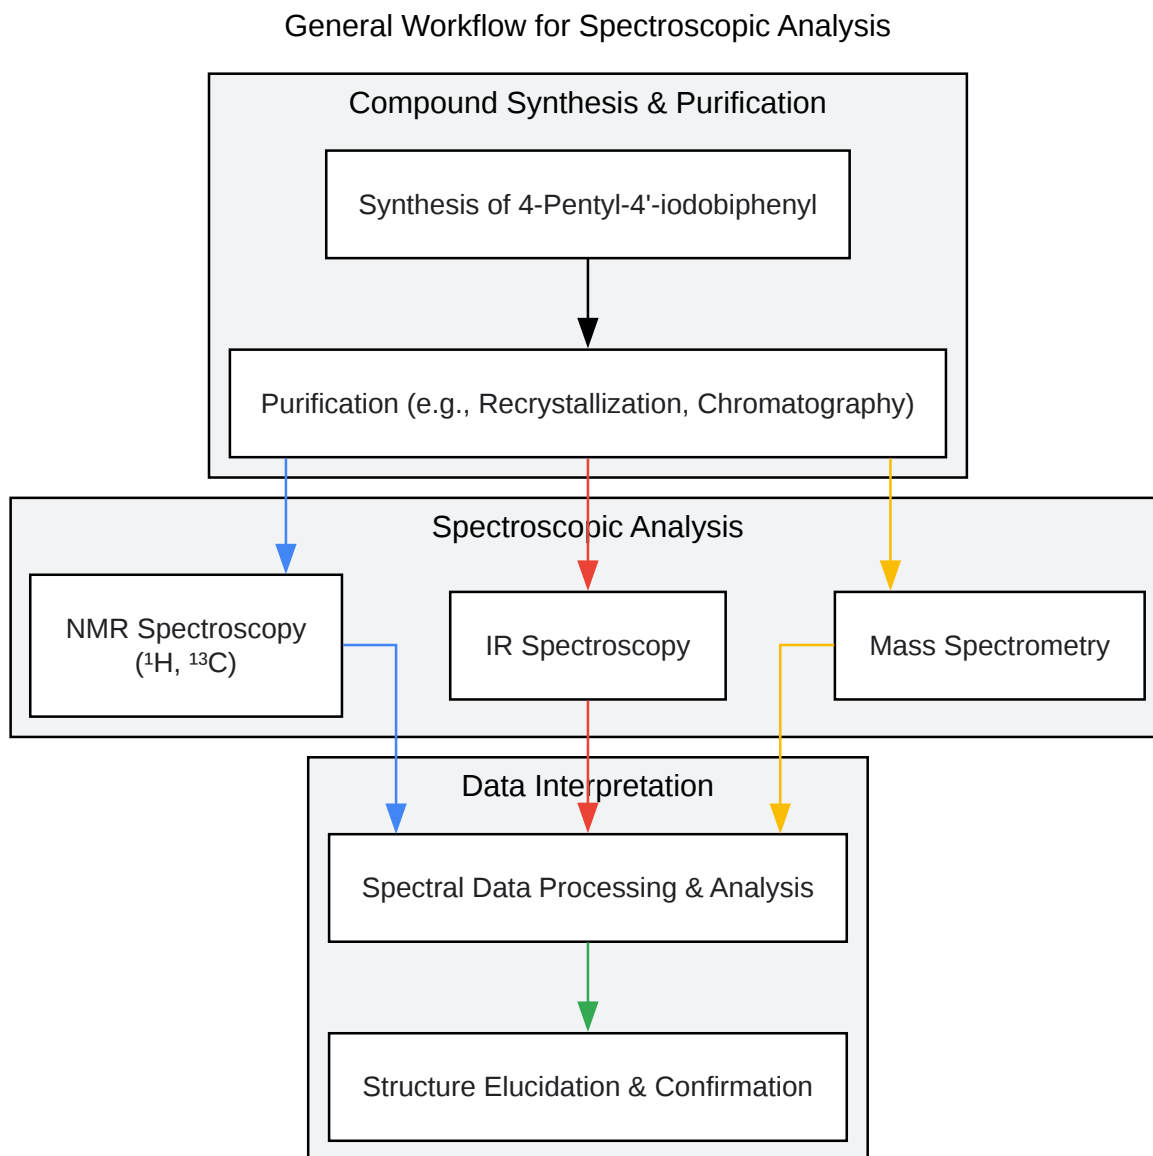 General Workflow for Spectroscopic Analysis
Compound Synthesis & Purification
Synthesis of 4-Pentyl-4'-iodobiphenyl
Purification (e.g., Recrystallization, Chromatography)
Spectroscopic Analysis
NMR Spectroscopy
(¹H, ¹³C)
IR Spectroscopy
Mass Spectrometry
Data Interpretation
Spectral Data Processing & Analysis
Structure Elucidation & Confirmation